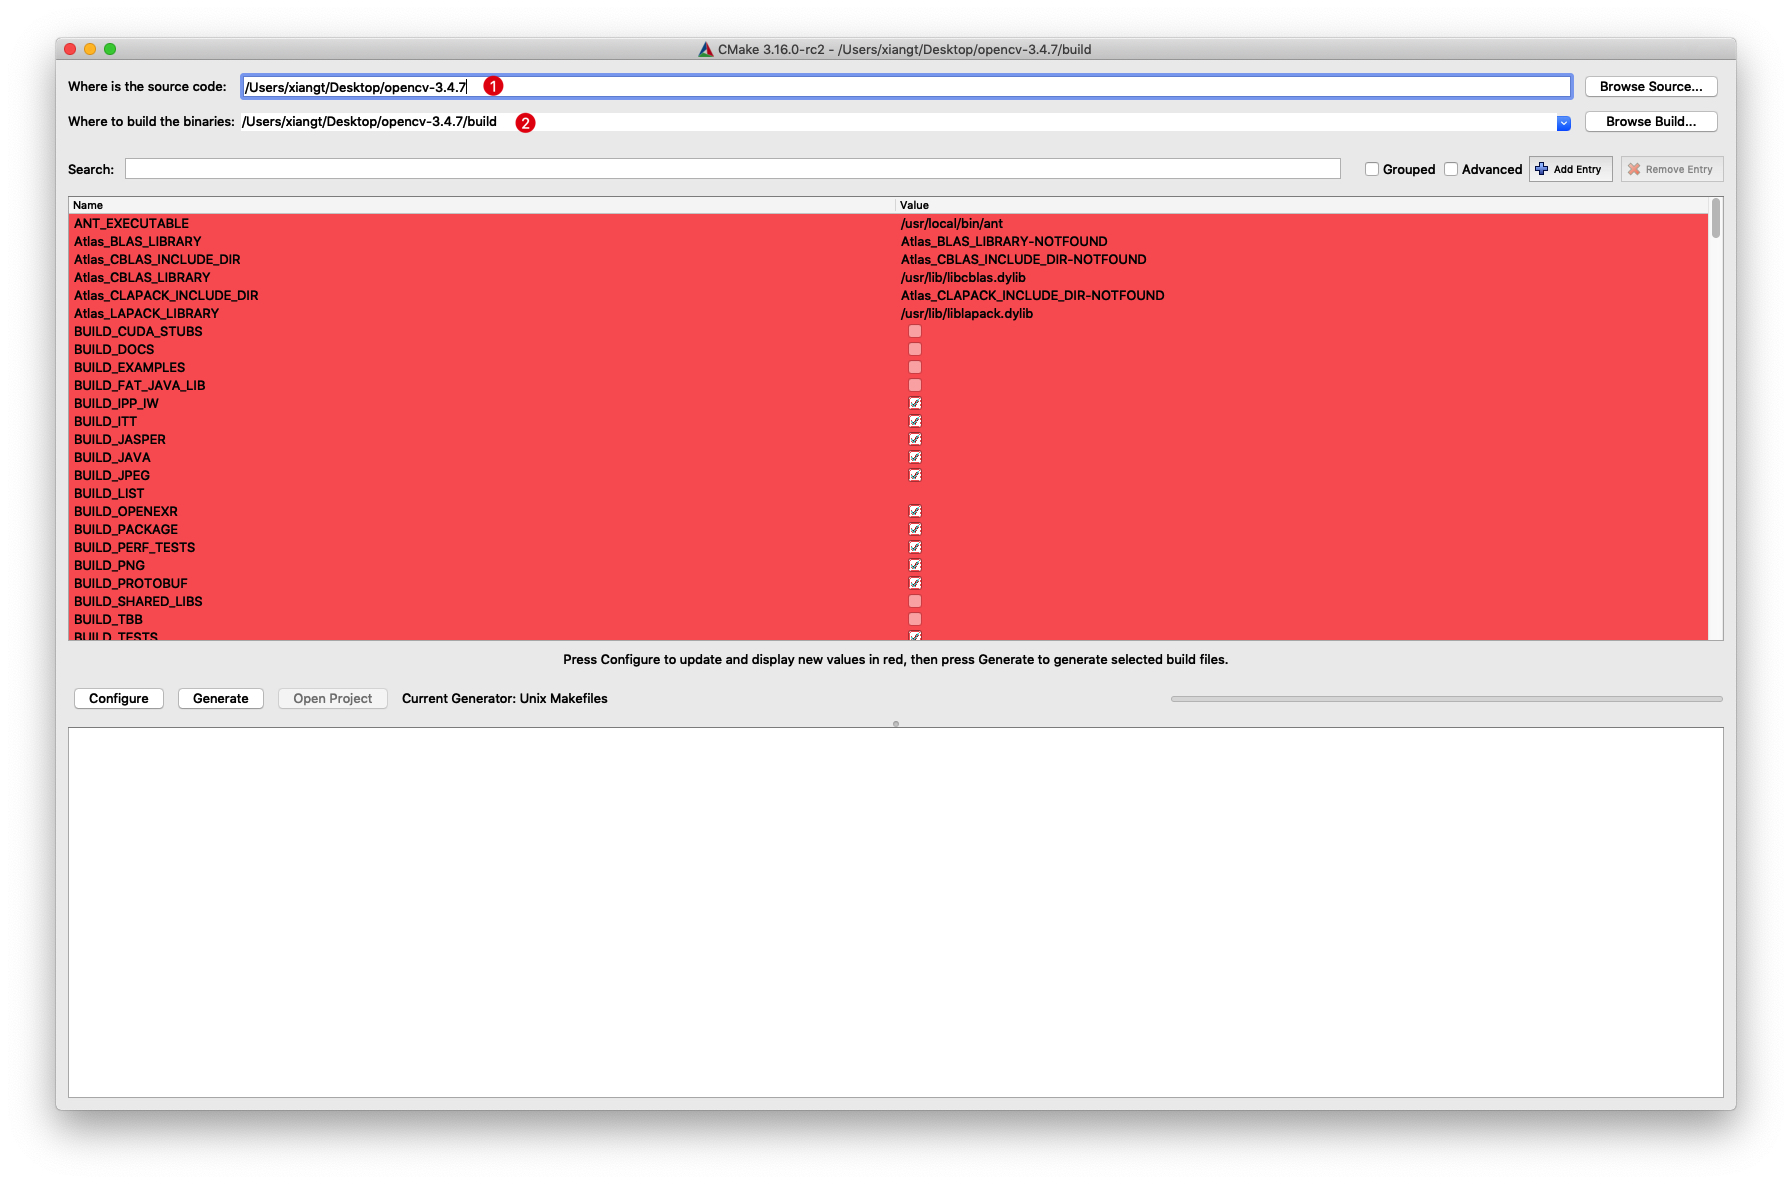 CMake 3.16.0-rc2 - /Users/xiangt/Desktop/opencv-3.4.7/build
Where is the source code: /Users/xiangt/Desktop/opencv-3.4.7 1 Browse Source...
Where to build the binaries: /Users/xiangt/Desktop/opencv-3.4.7/build 2 Browse Build...
Search: Grouped Advanced Add Entry Remove Entry
Name Value
ANT_EXECUTABLE /usr/local/bin/ant
Atlas_BLAS_LIBRARY Atlas_BLAS_LIBRARY-NOTFOUND
Atlas_CBLAS_INCLUDE_DIR Atlas_CBLAS_INCLUDE_DIR-NOTFOUND
Atlas_CBLAS_LIBRARY /usr/lib/libcblas.dylib
Atlas_CLAPACK_INCLUDE_DIR Atlas_CLAPACK_INCLUDE_DIR-NOTFOUND
Atlas_LAPACK_LIBRARY /usr/lib/liblapack.dylib
BUILD_CUDA_STUBS
BUILD_DOCS
BUILD_EXAMPLES
BUILD_FAT_JAVA_LIB
BUILD_IPP_IW
BUILD_ITT
BUILD_JASPER
BUILD_JAVA
BUILD_JPEG
BUILD_LIST
BUILD_OPENEXR
BUILD_PACKAGE
BUILD_PERF_TESTS
BUILD_PNG
BUILD_PROTOBUF
BUILD_SHARED_LIBS
BUILD_TBB
BUILD_TESTS
Press Configure to update and display new values in red, then press Generate to generate selected build files.
Configure Generate Open Project Current Generator: Unix Makefiles